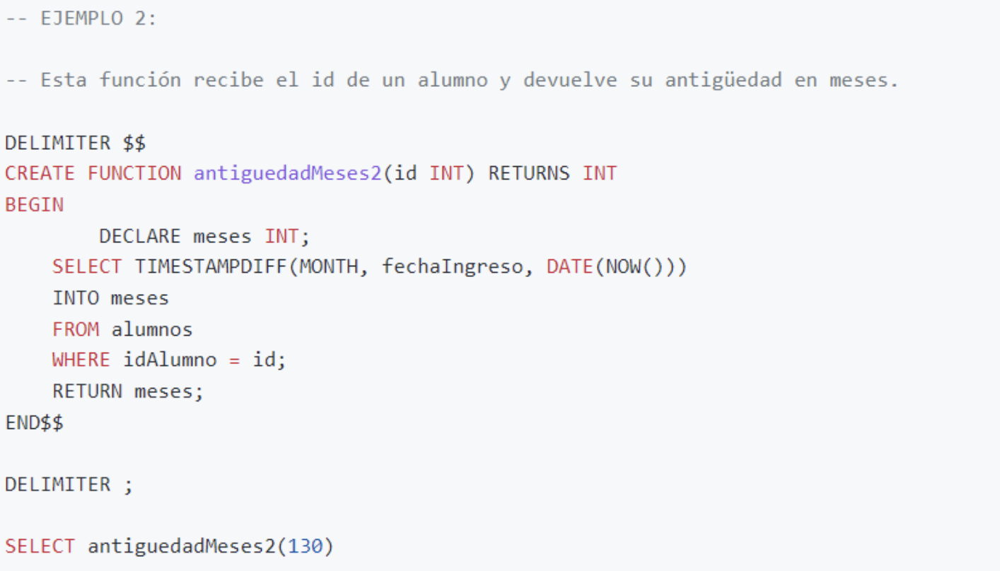 -- EJEMPLO 2:
-- Esta función recibe el id de un alumno y devuelve su antigüedad en meses.
DELIMITER $$
CREATE FUNCTION antiguedadMeses2(id INT) RETURNS INT
BEGIN
DECLARE meses INT;
SELECT TIMESTAMPDIFF(MONTH, fechaIngreso, DATE(NOW()))
INTO meses
FROM alumnos
WHERE idAlumno = id;
RETURN meses;
END$$
DELIMITER ;
SELECT antiguedadMeses2(130)